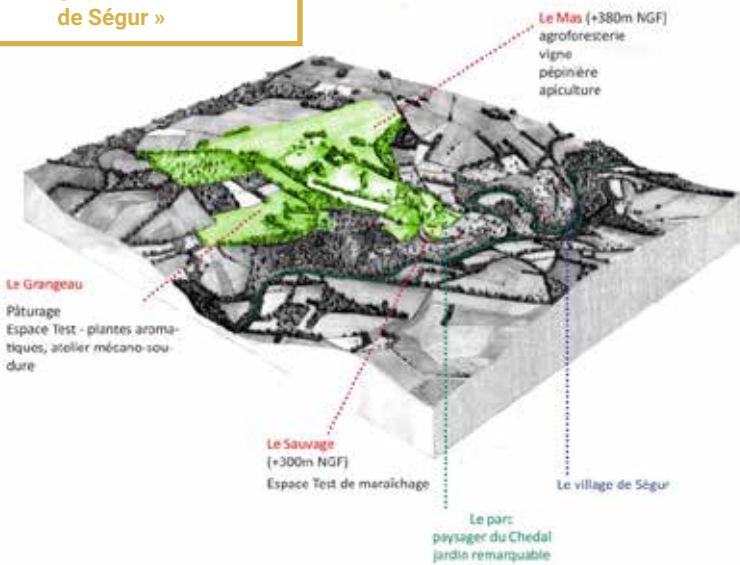 de Ségur »
Le Mas (+380m NGF)
agroforesterie
vigne
pépinière
apiculture
Le Grangeau
Pâturage
Espace Test - plantes aroma-
tiques, atelier mécano-sou-
dure
Le Sauvage
(+300m NGF)
Espace Test de maraîchage
Le village de Ségur
Le parc
paysager du Chedal
jardin remarquable